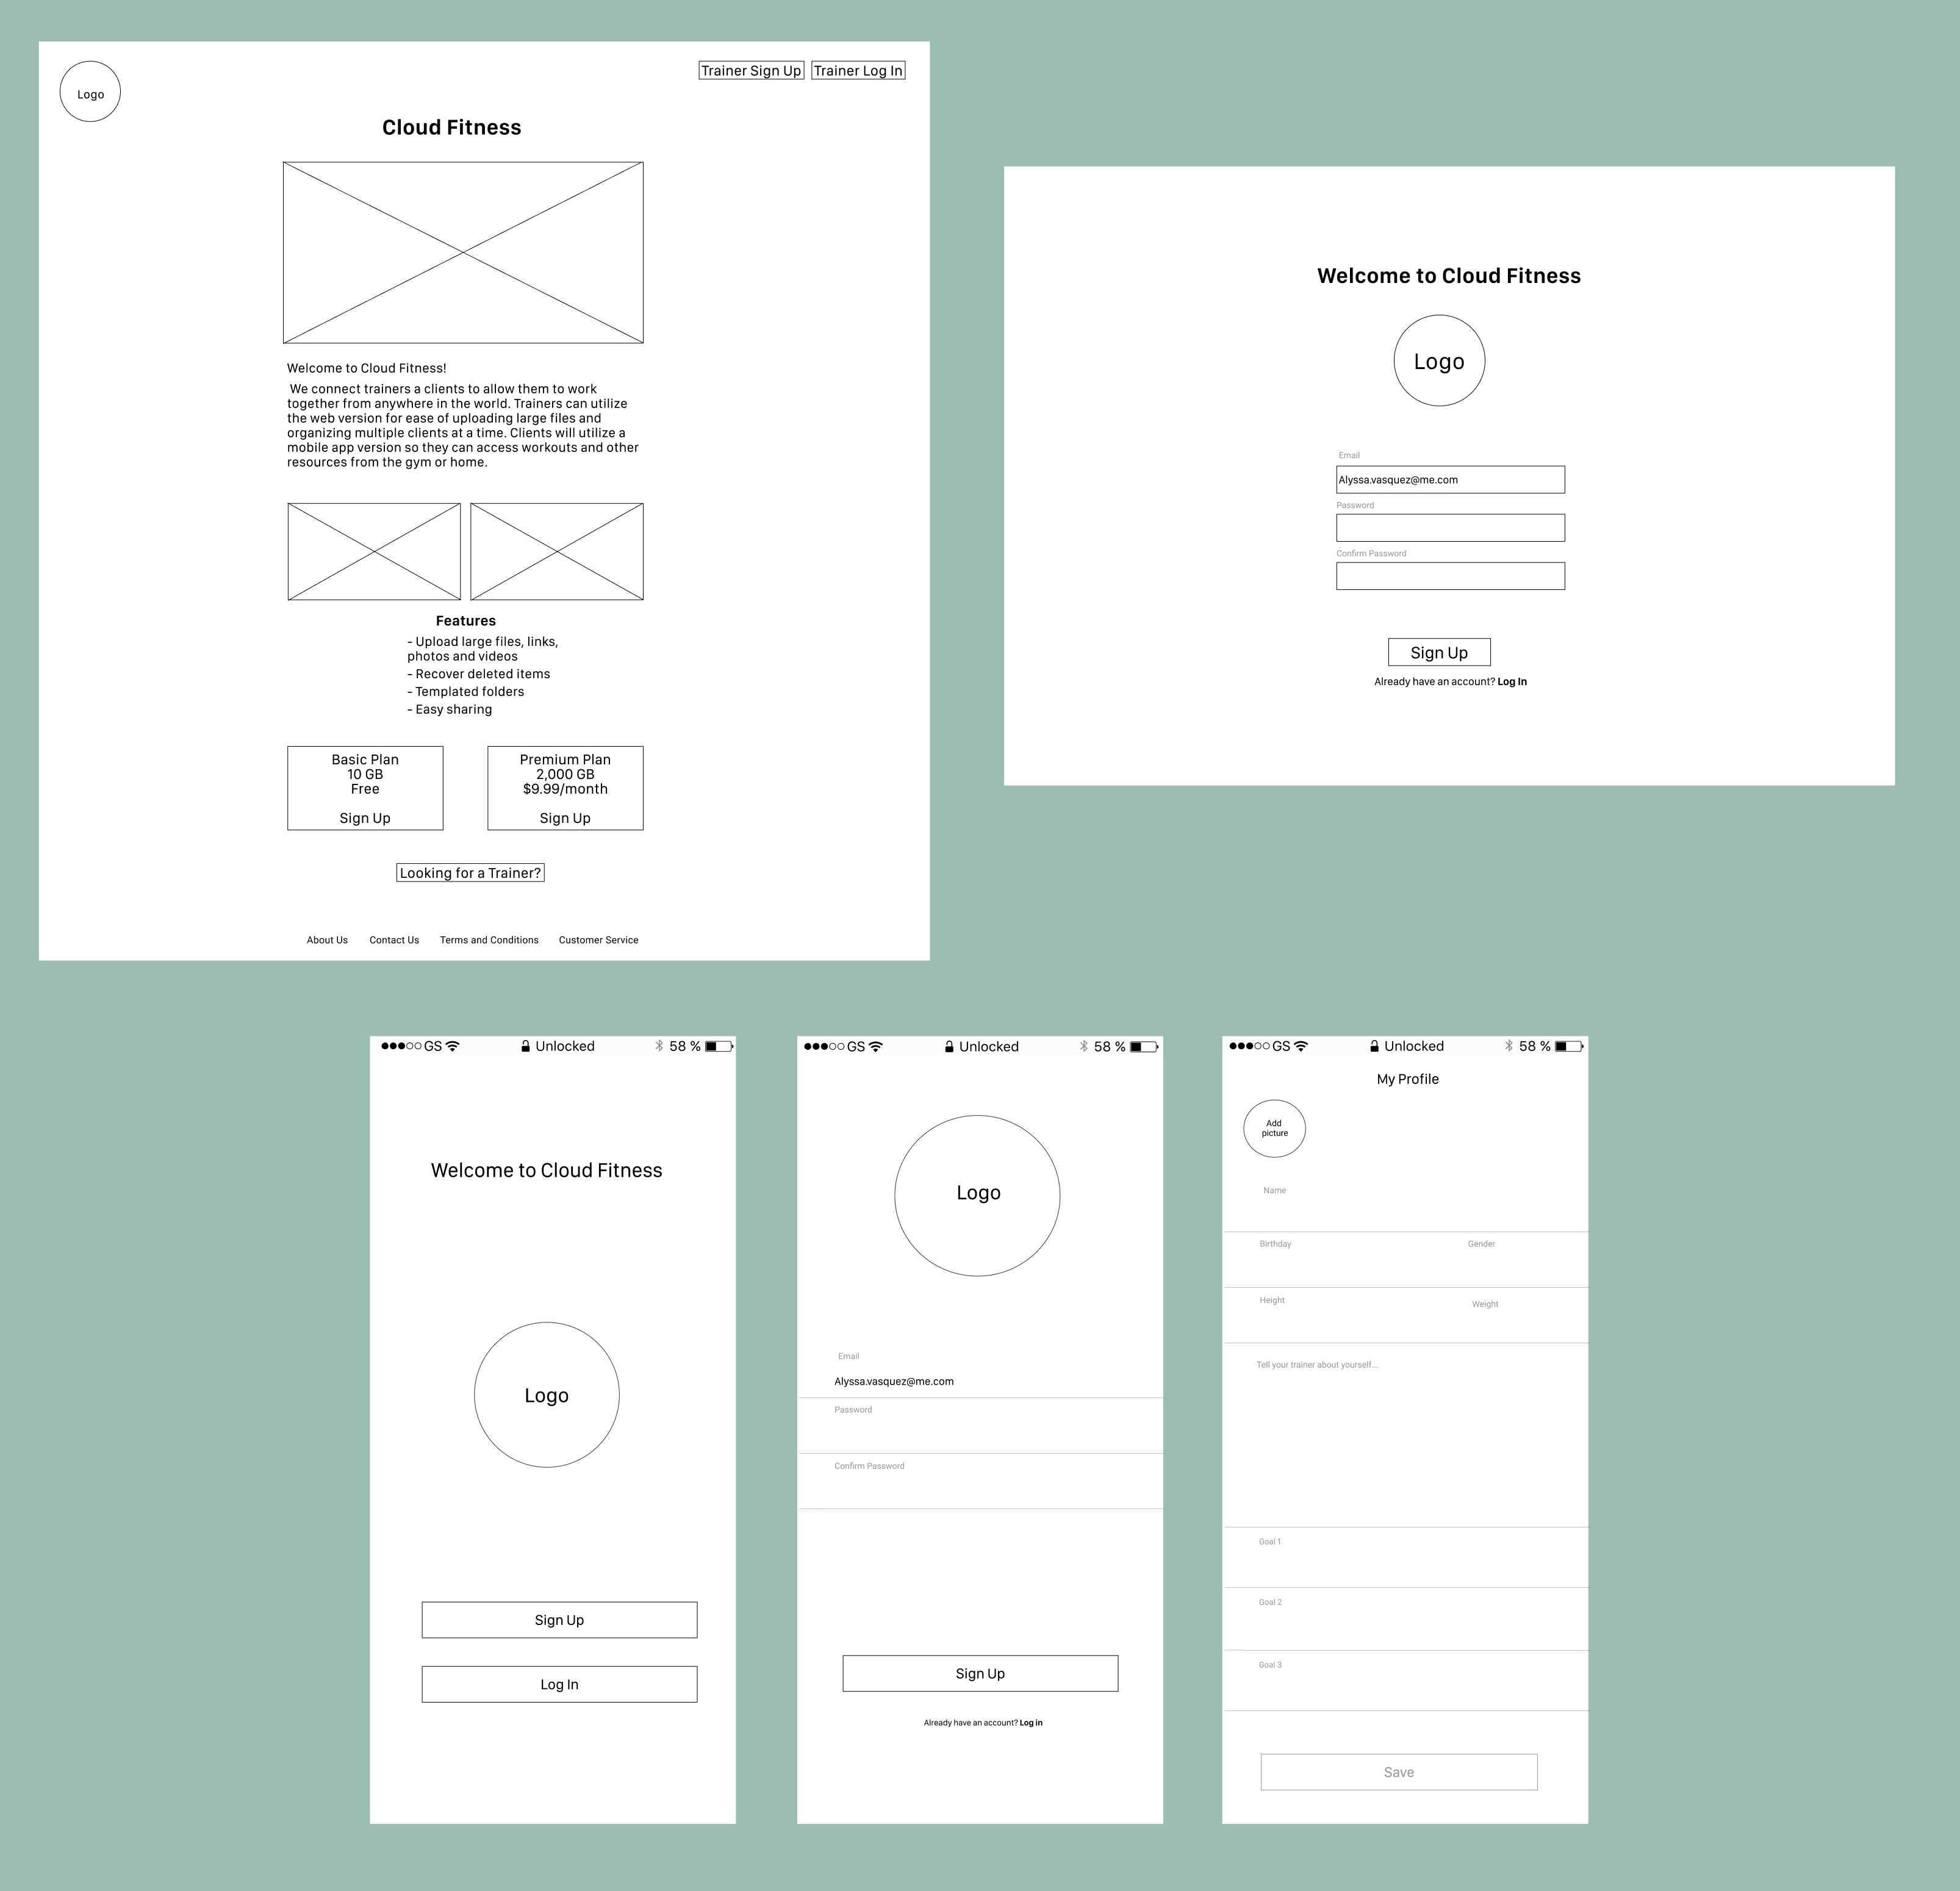 Logo
Trainer Sign Up
Trainer Log In
Cloud Fitness
Welcome to Cloud Fitness!
We connect trainers a clients to allow them to work
together from anywhere in the world. Trainers can utilize
the web version for ease of uploading large files and
organizing multiple clients at a time. Clients will utilize a
mobile app version so they can access workouts and other
resources from the gym or home.
Features
- Upload large files, links,
photos and videos
- Recover deleted items
- Templated folders
- Easy sharing
Basic Plan
10 GB
Free
Sign Up
Premium Plan
2,000 GB
$9.99/month
Sign Up
Looking for a Trainer?
About Us
Contact Us
Terms and Conditions
Customer Service
Welcome to Cloud Fitness
Logo
Email
Alyssa.vasquez@me.com
Password
Confirm Password
Sign Up
Already have an account? Log In
GS
Unlocked
58 %
Welcome to Cloud Fitness
Logo
Sign Up
Log In
GS
Unlocked
58 %
Logo
Email
Alyssa.vasquez@me.com
Password
Confirm Password
Sign Up
Already have an account? Log in
GS
Unlocked
58 %
My Profile
Add
picture
Name
Birthday
Gender
Height
Weight
Tell your trainer about yourself...
Goal 1
Goal 2
Goal 3
Save